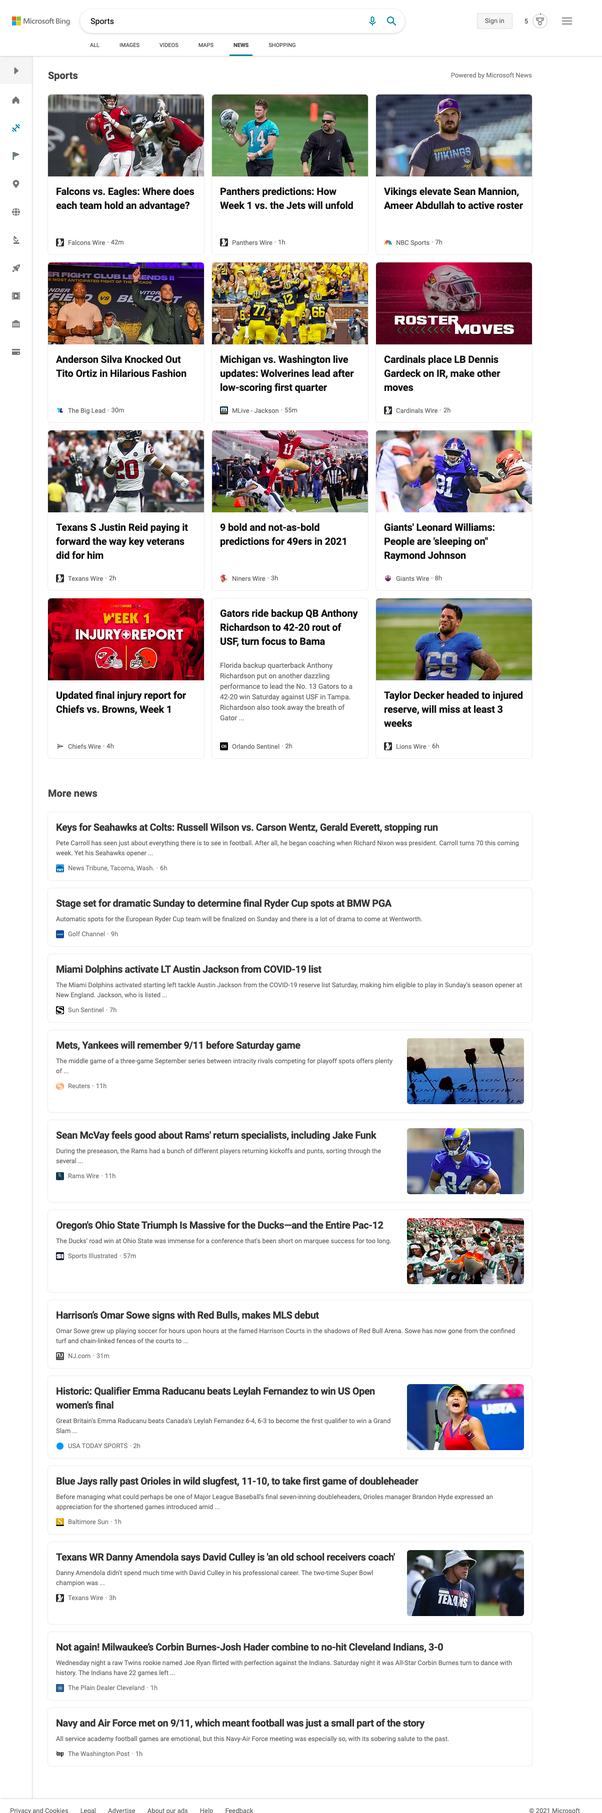 Microsoft Bing
Sports
Sign in
5
ALL
IMAGES
VIDEOS
MAPS
NEWS
SHOPPING
Sports
Powered by Microsoft News
Falcons vs. Eagles: Where does
each team hold an advantage?
Falcons Wire · 42m
Panthers predictions: How
Week 1 vs. the Jets will unfold
Panthers Wire · 1h
VIKINGS
Vikings elevate Sean Mannion,
Ameer Abdullah to active roster
NBC Sports · 7h
Anderson Silva Knocked Out
Tito Ortiz in Hilarious Fashion
The Big Lead · 30m
Michigan vs. Washington live
updates: Wolverines lead after
low-scoring first quarter
MLive - Jackson · 55m
ROSTER
MOVES
Cardinals place LB Dennis
Gardeck on IR, make other
moves
Cardinals Wire · 2h
Texans S Justin Reid paying it
forward the way key veterans
did for him
Texans Wire · 2h
9 bold and not-as-bold
predictions for 49ers in 2021
Niners Wire · 3h
Giants' Leonard Williams:
People are 'sleeping on"
Raymond Johnson
Giants Wire · 8h
WEEK 1
INJURY+REPORT
Updated final injury report for
Chiefs vs. Browns, Week 1
Chiefs Wire · 4h
Gators ride backup QB Anthony
Richardson to 42-20 rout of
USF, turn focus to Bama
Florida backup quarterback Anthony
Richardson put on another dazzling
performance to lead the No. 13 Gators to a
42-20 win Saturday against USF in Tampa.
Richardson also took away the breath of
Gator ...
Orlando Sentinel · 2h
Taylor Decker headed to injured
reserve, will miss at least 3
weeks
Lions Wire · 6h
More news
Keys for Seahawks at Colts: Russell Wilson vs. Carson Wentz, Gerald Everett, stopping run
Pete Carroll has seen just about everything there is to see in football. After all, he began coaching when Richard Nixon was president. Carroll turns 70 this coming
week. Yet his Seahawks opener ...
News Tribune, Tacoma, Wash. · 6h
Stage set for dramatic Sunday to determine final Ryder Cup spots at BMW PGA
Automatic spots for the European Ryder Cup team will be finalized on Sunday and there is a lot of drama to come at Wentworth.
Golf Channel · 9h
Miami Dolphins activate LT Austin Jackson from COVID-19 list
The Miami Dolphins activated starting left tackle Austin Jackson from the COVID-19 reserve list Saturday, making him eligible to play in Sunday's season opener at
New England. Jackson, who is listed ...
Sun Sentinel · 7h
Mets, Yankees will remember 9/11 before Saturday game
The middle game of a three-game September series between intracity rivals competing for playoff spots offers plenty
of ...
Reuters · 11h
Sean McVay feels good about Rams' return specialists, including Jake Funk
During the preseason, the Rams had a bunch of different players returning kickoffs and punts, sorting through the
several ...
Rams Wire · 11h
Oregon's Ohio State Triumph Is Massive for the Ducks—and the Entire Pac-12
The Ducks' road win at Ohio State was immense for a conference that's been short on marquee success for too long.
Sports Illustrated · 57m
Harrison's Omar Sowe signs with Red Bulls, makes MLS debut
Omar Sowe grew up playing soccer for hours upon hours at the famed Harrison Courts in the shadows of Red Bull Arena. Sowe has now gone from the confined
turf and chain-linked fences of the courts to ...
NJ.com · 31m
Historic: Qualifier Emma Raducanu beats Leylah Fernandez to win US Open
women's final
Great Britain's Emma Raducanu beats Canada's Leylah Fernandez 6-4, 6-3 to become the first qualifier to win a Grand
Slam ...
USA TODAY SPORTS · 2h
Blue Jays rally past Orioles in wild slugfest, 11-10, to take first game of doubleheader
Before managing what could perhaps be one of Major League Baseball's final seven-inning doubleheaders, Orioles manager Brandon Hyde expressed an
appreciation for the shortened games introduced amid ...
Baltimore Sun · 1h
Texans WR Danny Amendola says David Culley is 'an old school receivers coach'
Danny Amendola didn't spend much time with David Culley in his professional career. The two-time Super Bowl
champion was ...
Texans Wire · 3h
Not again! Milwaukee's Corbin Burnes-Josh Hader combine to no-hit Cleveland Indians, 3-0
Wednesday night a raw Twins rookie named Joe Ryan flirted with perfection against the Indians. Saturday night it was All-Star Corbin Burnes turn to dance with
history. The Indians have 22 games left ...
The Plain Dealer Cleveland · 1h
Navy and Air Force met on 9/11, which meant football was just a small part of the story
All service academy football games are emotional, but this Navy-Air Force meeting was especially so, with its sobering salute to the past.
The Washington Post · 1h
Privacy and Cookies
Legal
Advertise
About our ads
Help
Feedback
© 2021 Microsoft